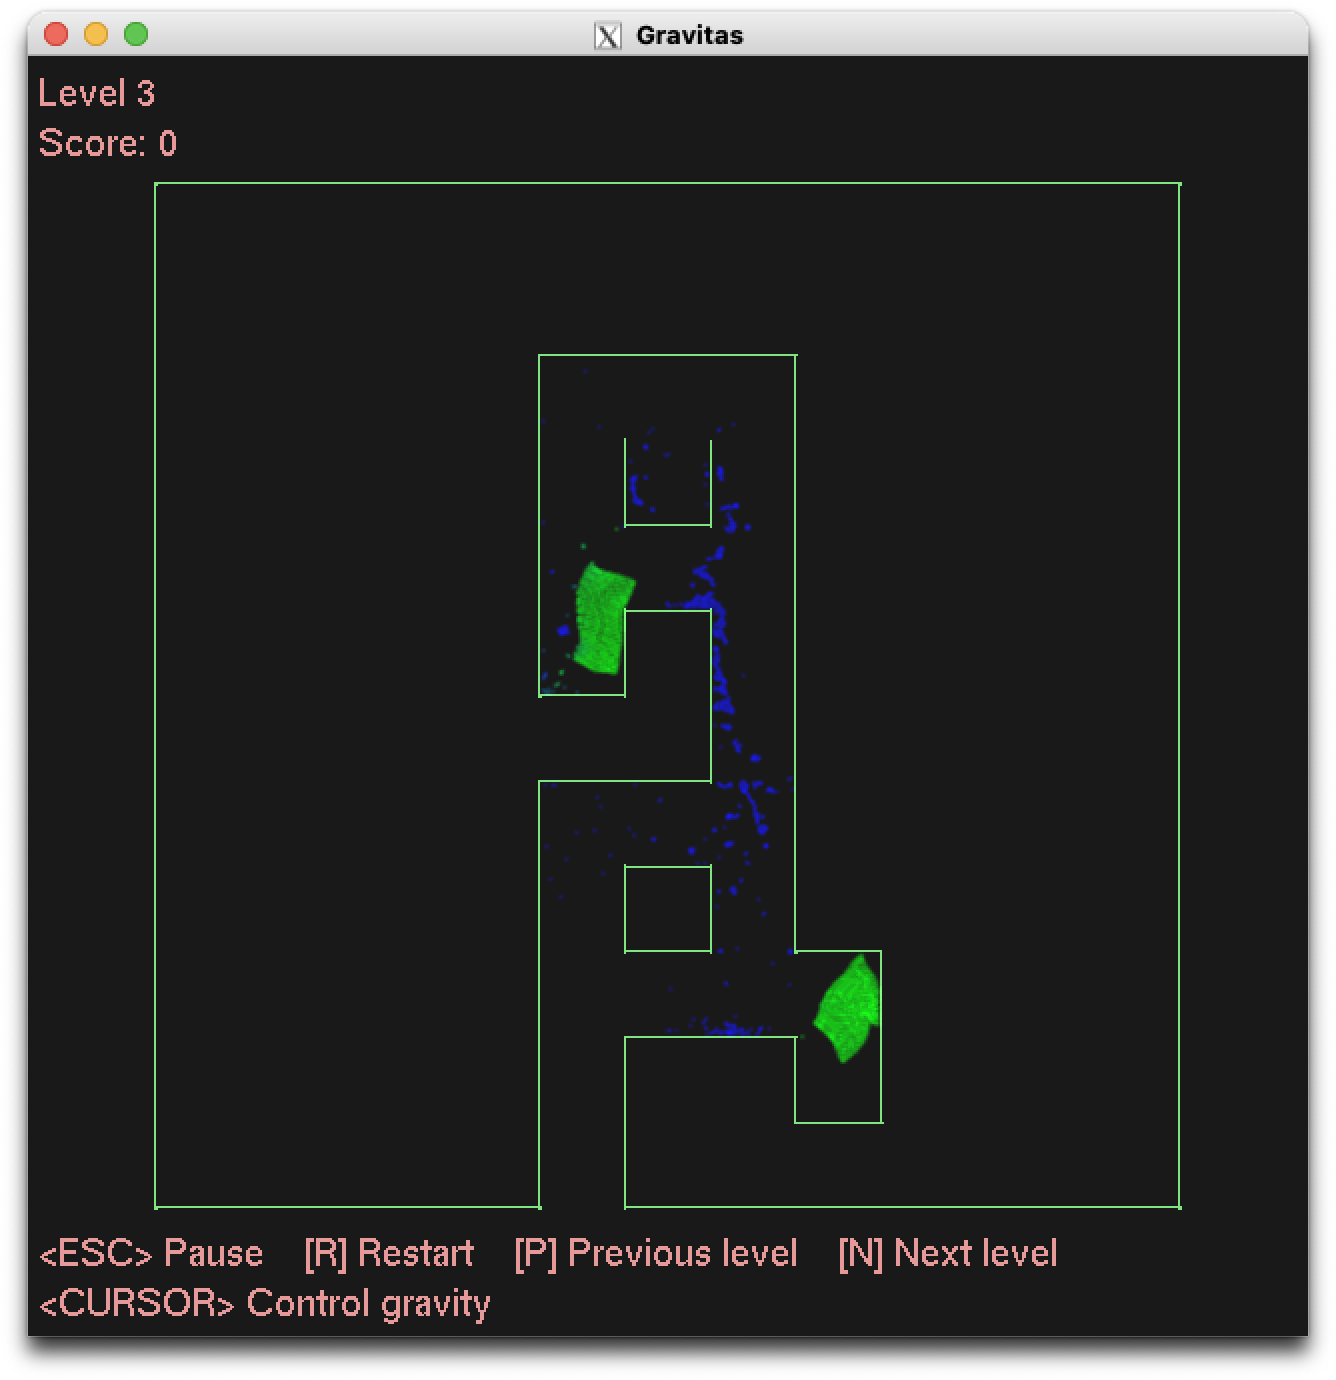 Gravitas
Level 3
Score: 0
<ESC> Pause [R] Restart [P] Previous level [N] Next level
<CURSOR> Control gravity